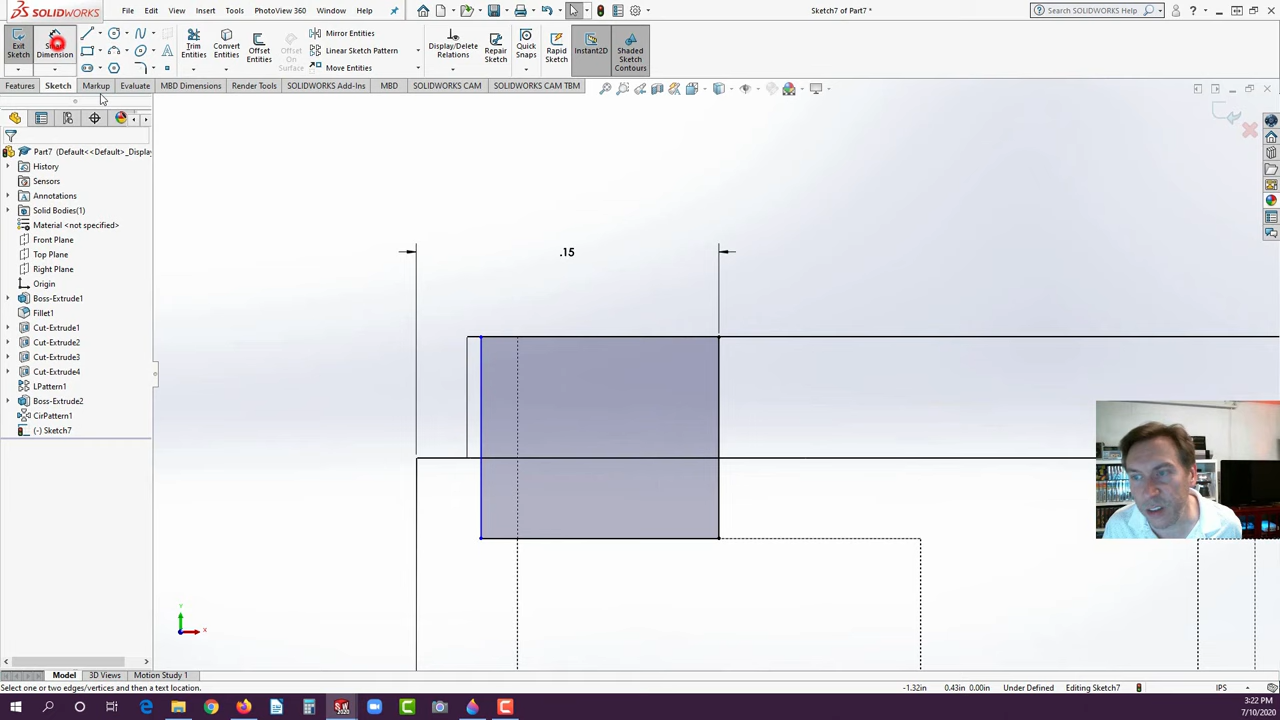 SOLIDWORKS
File Edit View Insert Tools PhotoView 360 Window Help
Sketch7 of Part7 *
Search SOLIDWORKS Help
Exit Sketch
Dimension
Trim Entities
Convert Entities
Offset Entities
Offset On Surface
Mirror Entities
Linear Sketch Pattern
Move Entities
Display/Delete Relations
Repair Sketch
Quick Snaps
Rapid Sketch
Instant2D
Shaded Sketch Contours
Features Sketch Markup Evaluate MBD Dimensions Render Tools SOLIDWORKS Add-Ins MBD SOLIDWORKS CAM SOLIDWORKS CAM TBM
Part7 (Default<<Default>_Display
History
Sensors
Annotations
Solid Bodies(1)
Material <not specified>
Front Plane
Top Plane
Right Plane
Origin
Boss-Extrude1
Fillet1
Cut-Extrude1
Cut-Extrude2
Cut-Extrude3
Cut-Extrude4
LPattern1
Boss-Extrude2
CirPattern1
(-) Sketch7
.15
Y
X
Model 3D Views Motion Study 1
Select one or two edges/vertices and then a text location.
-1.32in 0.43in 0.00in Under Defined Editing Sketch7 IPS
3:22 PM
7/10/2020